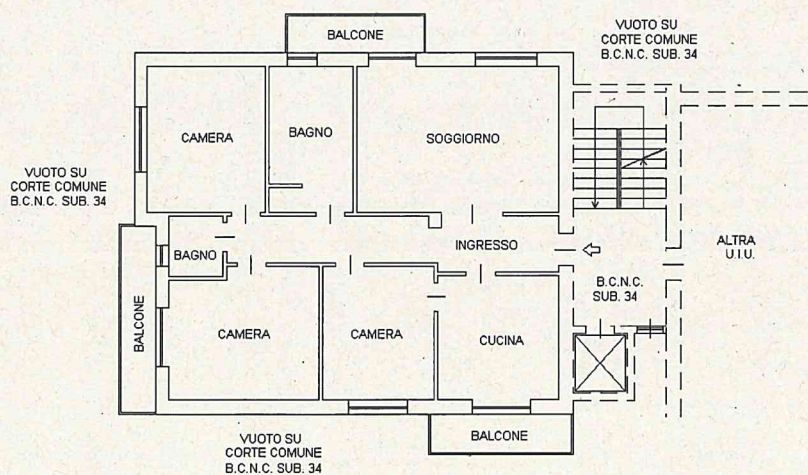 VUOTO SU
CORTE COMUNE
B.C.N.C. SUB. 34
VUOTO SU
CORTE COMUNE
B.C.N.C. SUB. 34
BALCONE
CAMERA
BAGNO
SOGGIORNO
VUOTO SU
CORTE COMUNE
B.C.N.C. SUB. 34
BAGNO
INGRESSO
ALTRA
U.I.U.
B.C.N.C.
SUB. 34
BALCONE
CAMERA
CAMERA
CUCINA
BALCONE